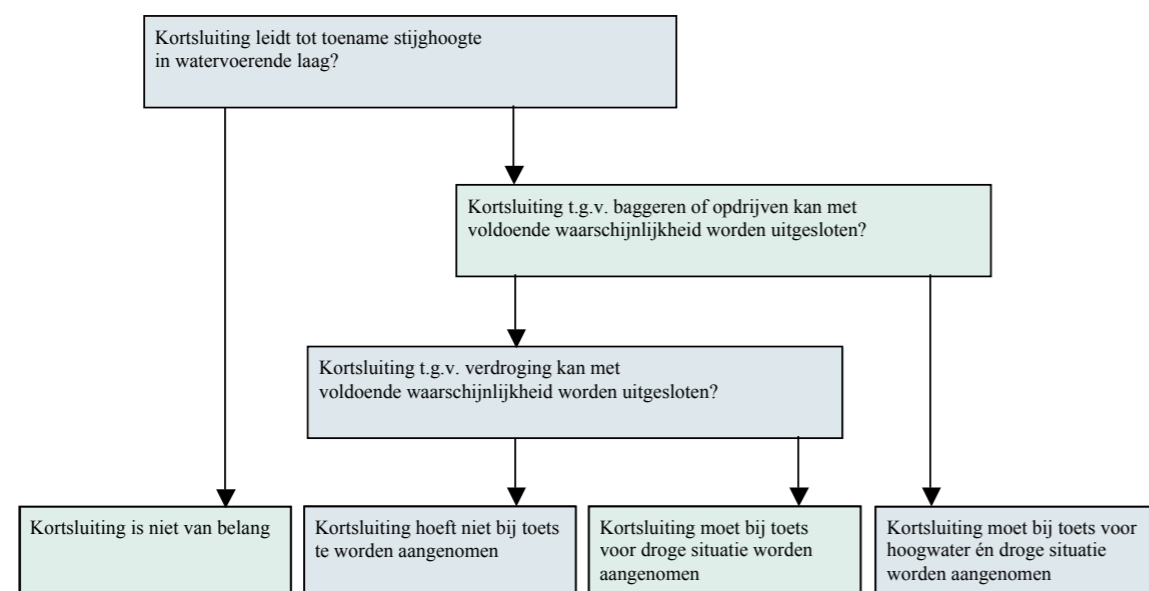 Kortsluiting leidt tot toename stijghoogte
in watervoerende laag?
Kortsluiting t.g.v. baggeren of opdrijven kan met
voldoende waarschijnlijkheid worden uitgesloten?
Kortsluiting t.g.v. verdroging kan met
voldoende waarschijnlijkheid worden uitgesloten?
Kortsluiting is niet van belang
Kortsluiting hoeft niet bij toets
te worden aangenomen
Kortsluiting moet bij toets
voor droge situatie worden
aangenomen
Kortsluiting moet bij toets voor
hoogwater én droge situatie
worden aangenomen